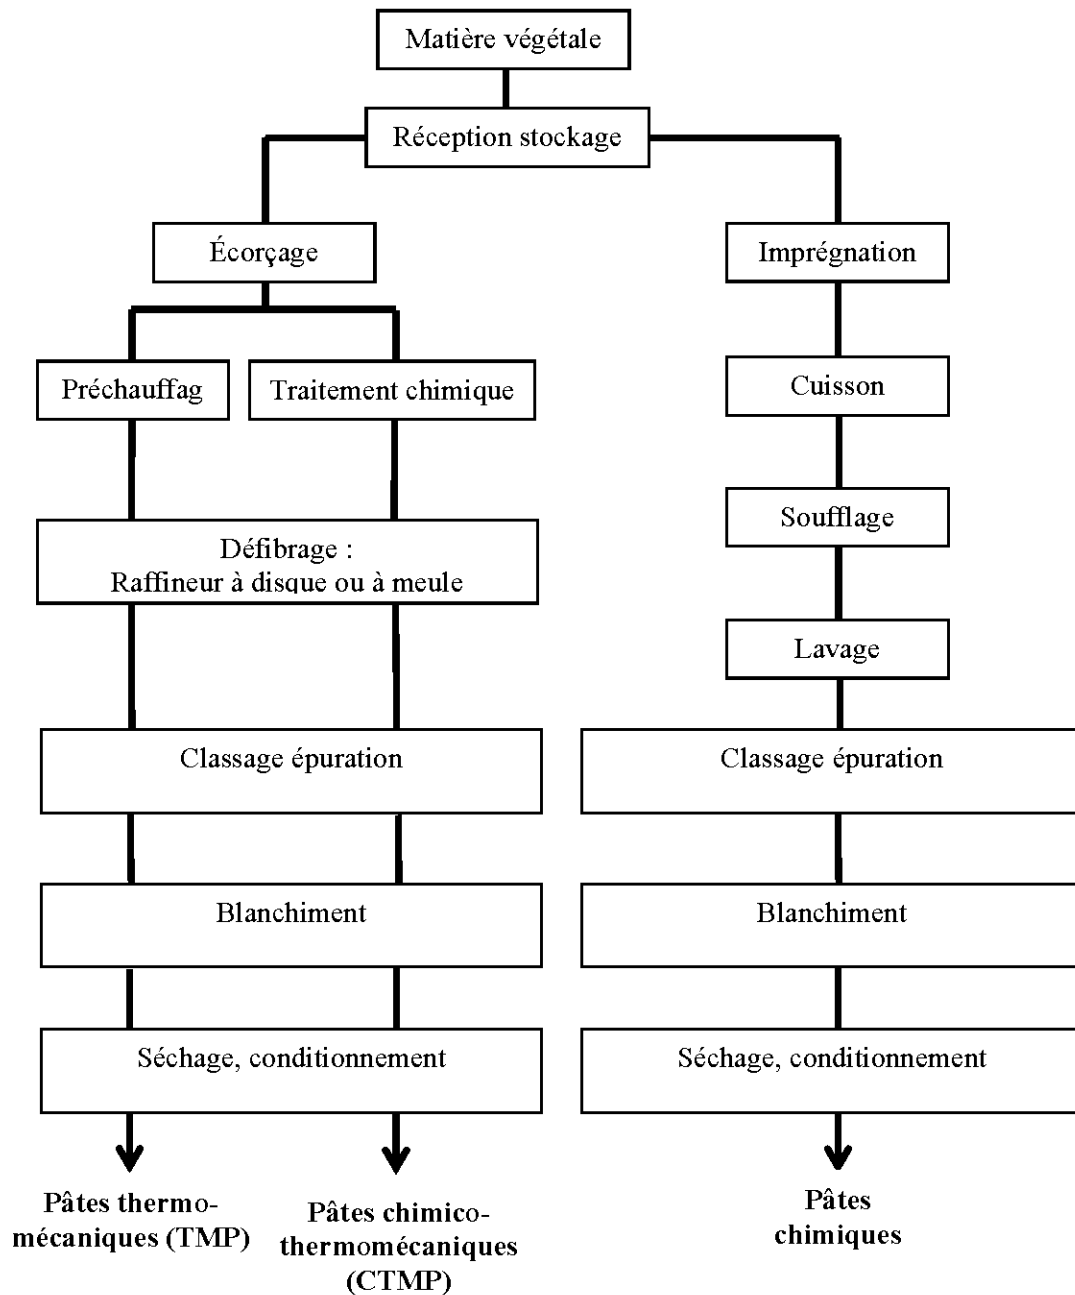 Matière végétale
Réception stockage
Écorçage
Imprégnation
Préchauffag
Traitement chimique
Cuisson
Soufflage
Défibrage :
Raffineur à disque ou à meule
Lavage
Classage épuration
Classage épuration
Blanchiment
Blanchiment
Séchage, conditionnement
Séchage, conditionnement
Pâtes thermo-
mécaniques (TMP)
Pâtes chimico-
thermomécaniques
(CTMP)
Pâtes
chimiques